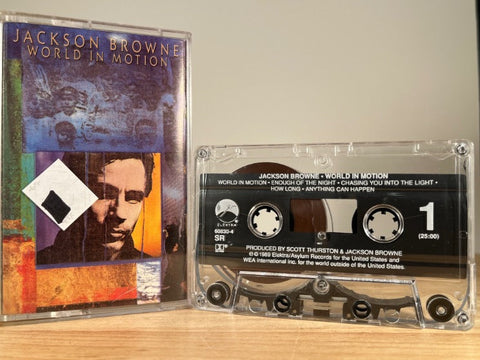 JACKSON BROWNE
WORLD IN MOTION
JACKSON BROWNE • WORLD IN MOTION
WORLD IN MOTION • ENOUGH OF THE NIGHT • CHASING YOU INTO THE LIGHT •
HOW LONG • ANYTHING CAN HAPPEN
ELEKTRA
60830-4
SR
1
(25:00)
PRODUCED BY SCOTT THURSTON & JACKSON BROWNE
℗ © 1989 Elektra/Asylum Records for the United States and
WEA International Inc. for the world outside of the United States.